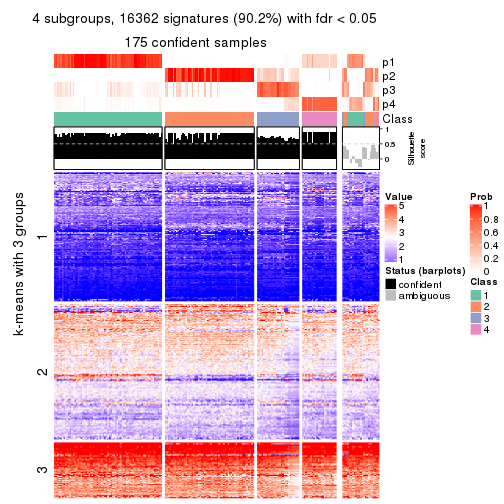 4 subgroups, 16362 signatures (90.2%) with fdr < 0.05
175 confident samples
p1
p2
p3
p4
Class
1
0.5
0
Silhouette
score
k-means with 3 groups
1
2
3
Value
5
4
3
2
1
Status (barplots)
confident
ambiguous
Prob
1
0.8
0.6
0.4
0.2
0
Class
1
2
3
4